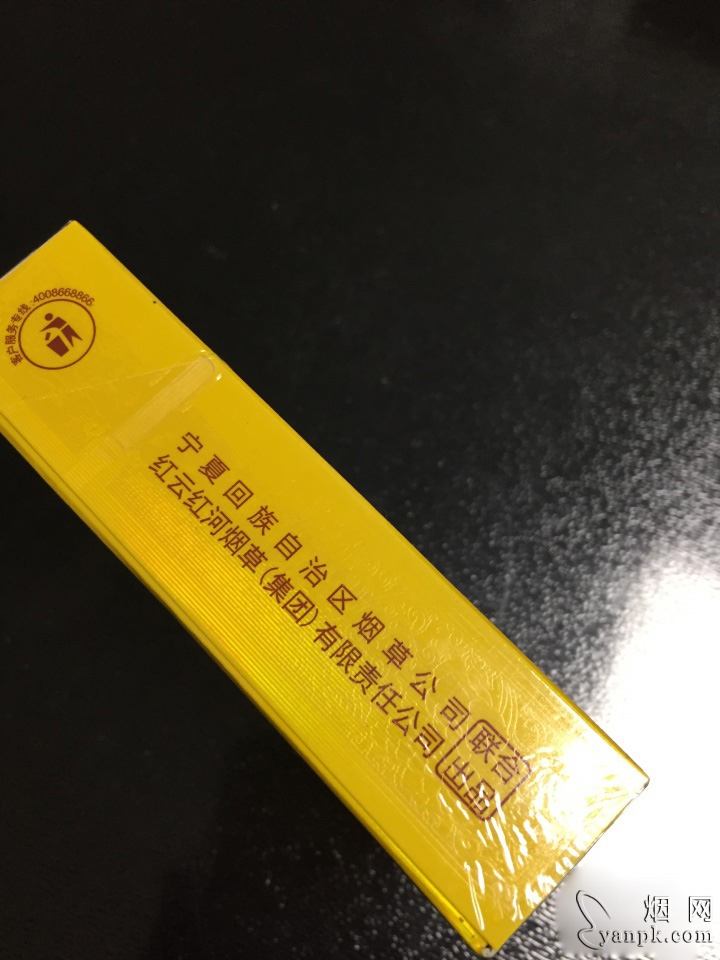 客户服务专线:4008668866
宁夏回族自治区烟草公司
红云红河烟草(集团)有限责任公司
联合
出品
烟网
yanpk.com